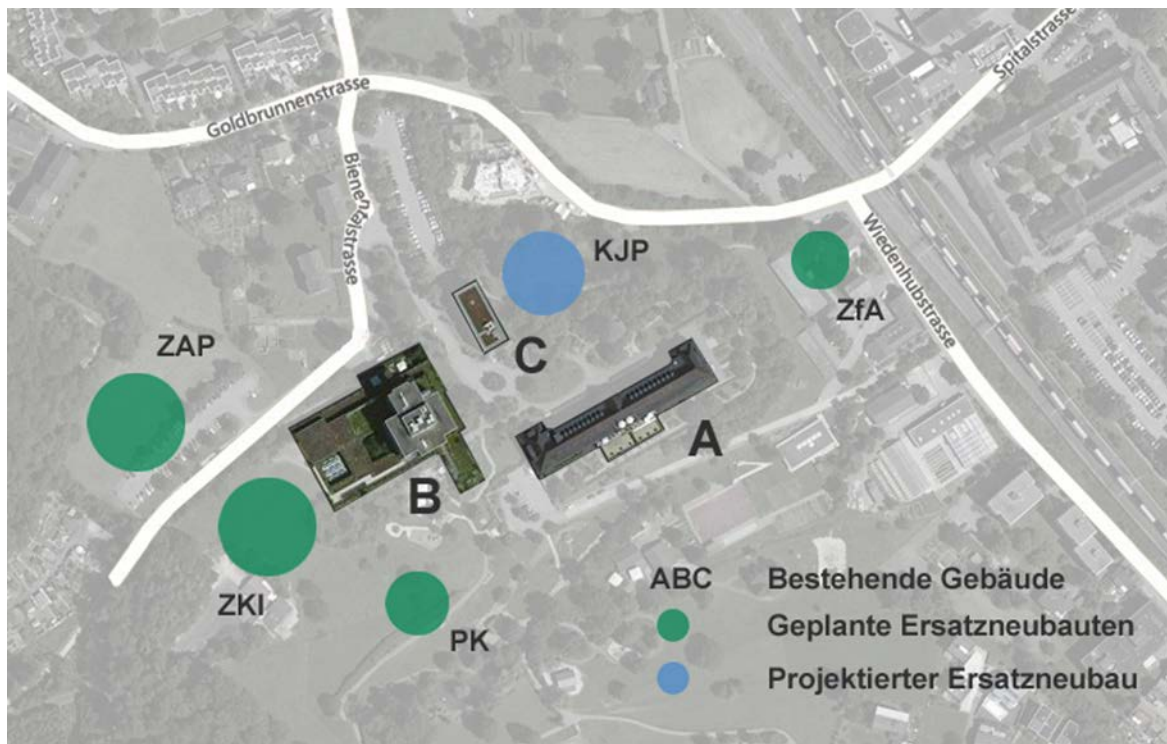 Spitalstrasse
Goldbrunnenstrasse
Bienentalstrasse
Wiedenhubstrasse
KJP
ZfA
ZAP
C
A
B
ZKI
PK
ABC Bestehende Gebäude
Geplante Ersatzneubauten
Projektierter Ersatzneubau